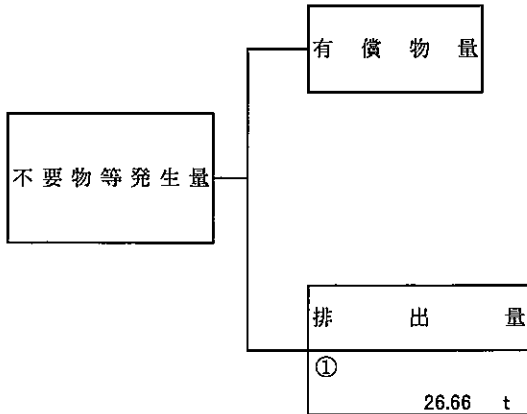 有償物量
不要物等発生量
排出量
①
26.66 t